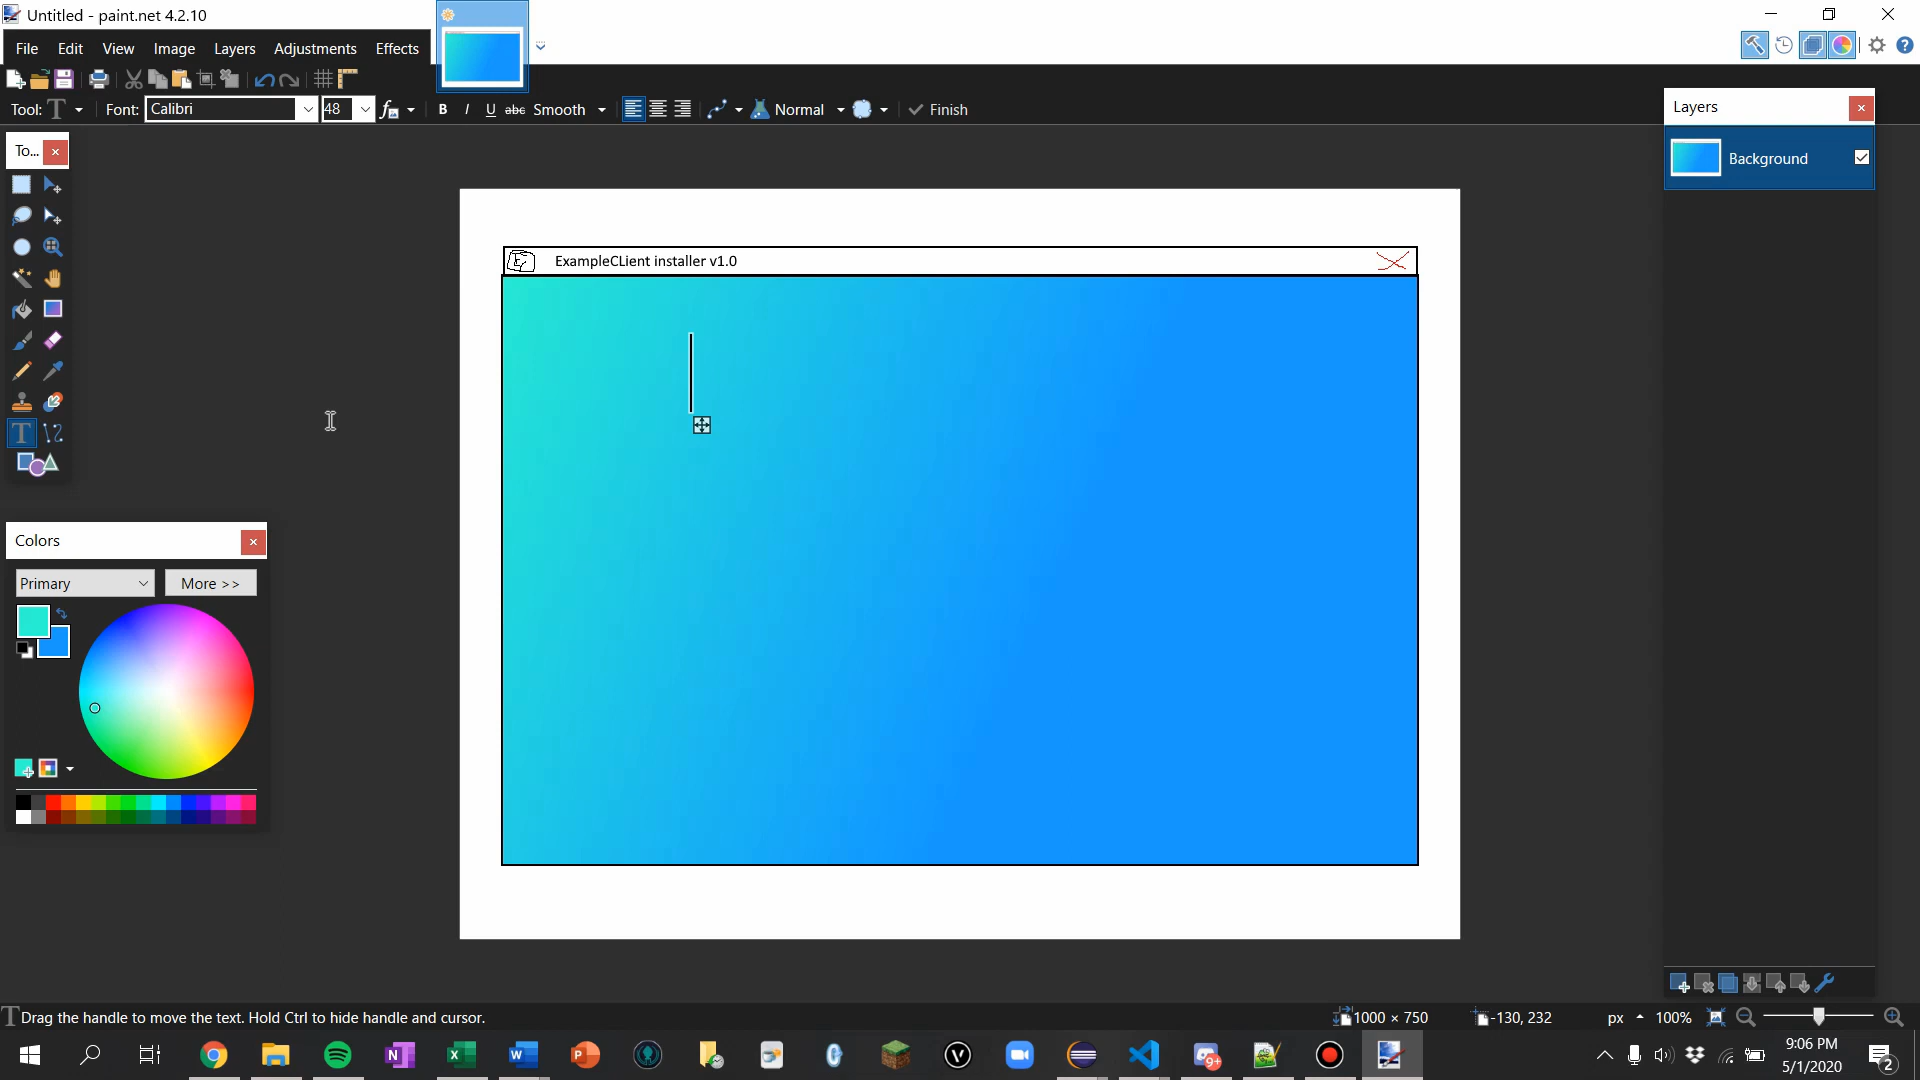 Untitled - paint.net 4.2.10
File Edit View Image Layers Adjustments Effects
Tool: T Font: Calibri 48 B I U abc Smooth Normal Finish
To...
Layers
Background
ExampleCLient installer v1.0
Colors
Primary More >>
Drag the handle to move the text. Hold Ctrl to hide handle and cursor.
1000 × 750 -130, 232 px 100%
9:06 PM
5/1/2020
9+
2